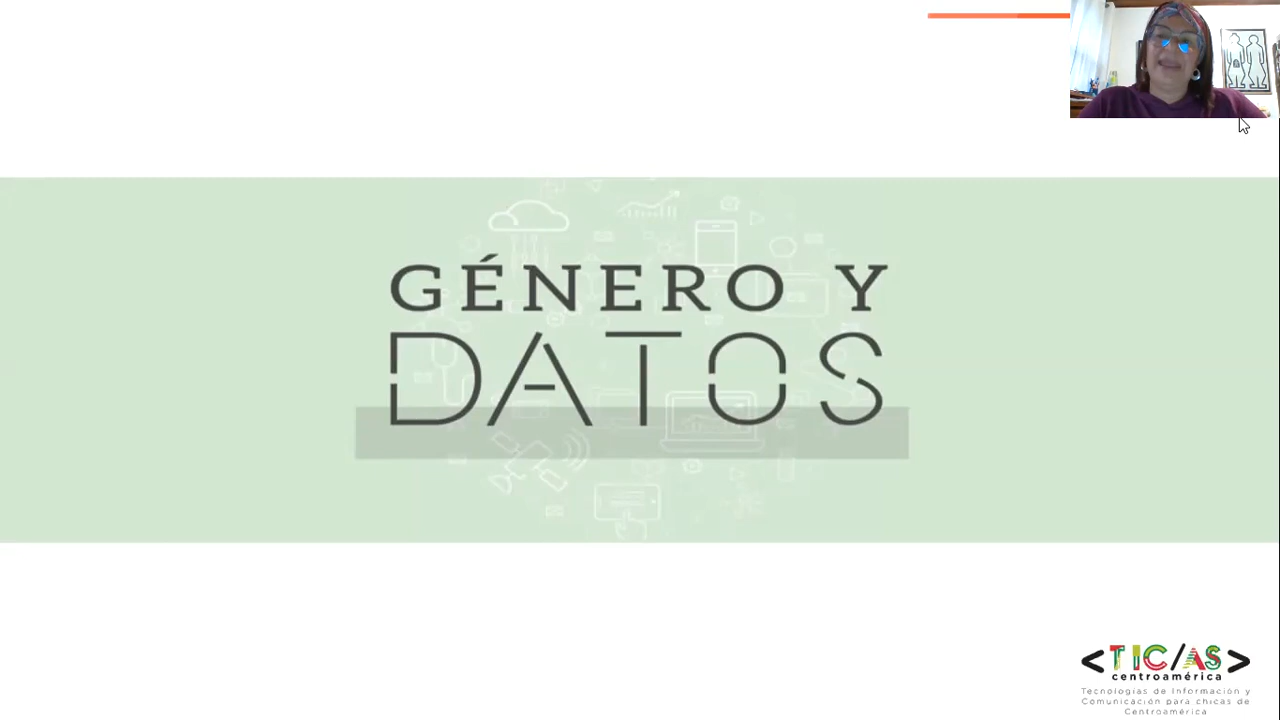 GÉNERO Y
DATOS
<TIC/AS>
centroamérica
Tecnologías de Información y
Comunicación para chicas de
Centroamérica